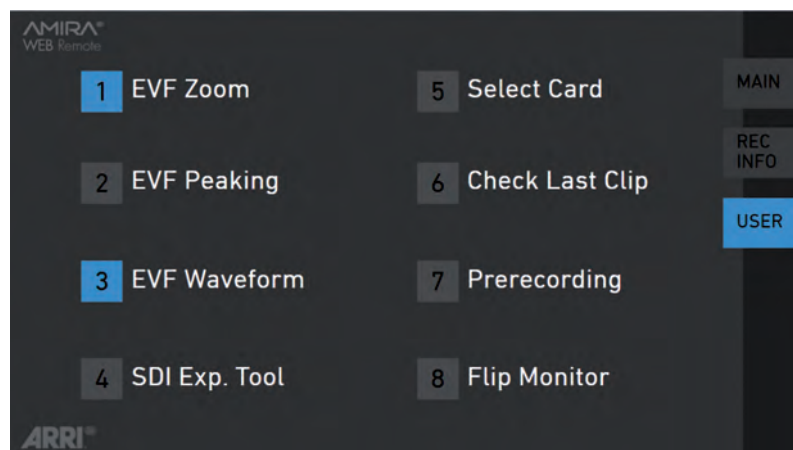 AMIRA®
WEB Remote
1 EVF Zoom
2 EVF Peaking
3 EVF Waveform
4 SDI Exp. Tool
5 Select Card
6 Check Last Clip
7 Prerecording
8 Flip Monitor
MAIN
REC
INFO
USER
ARRI®